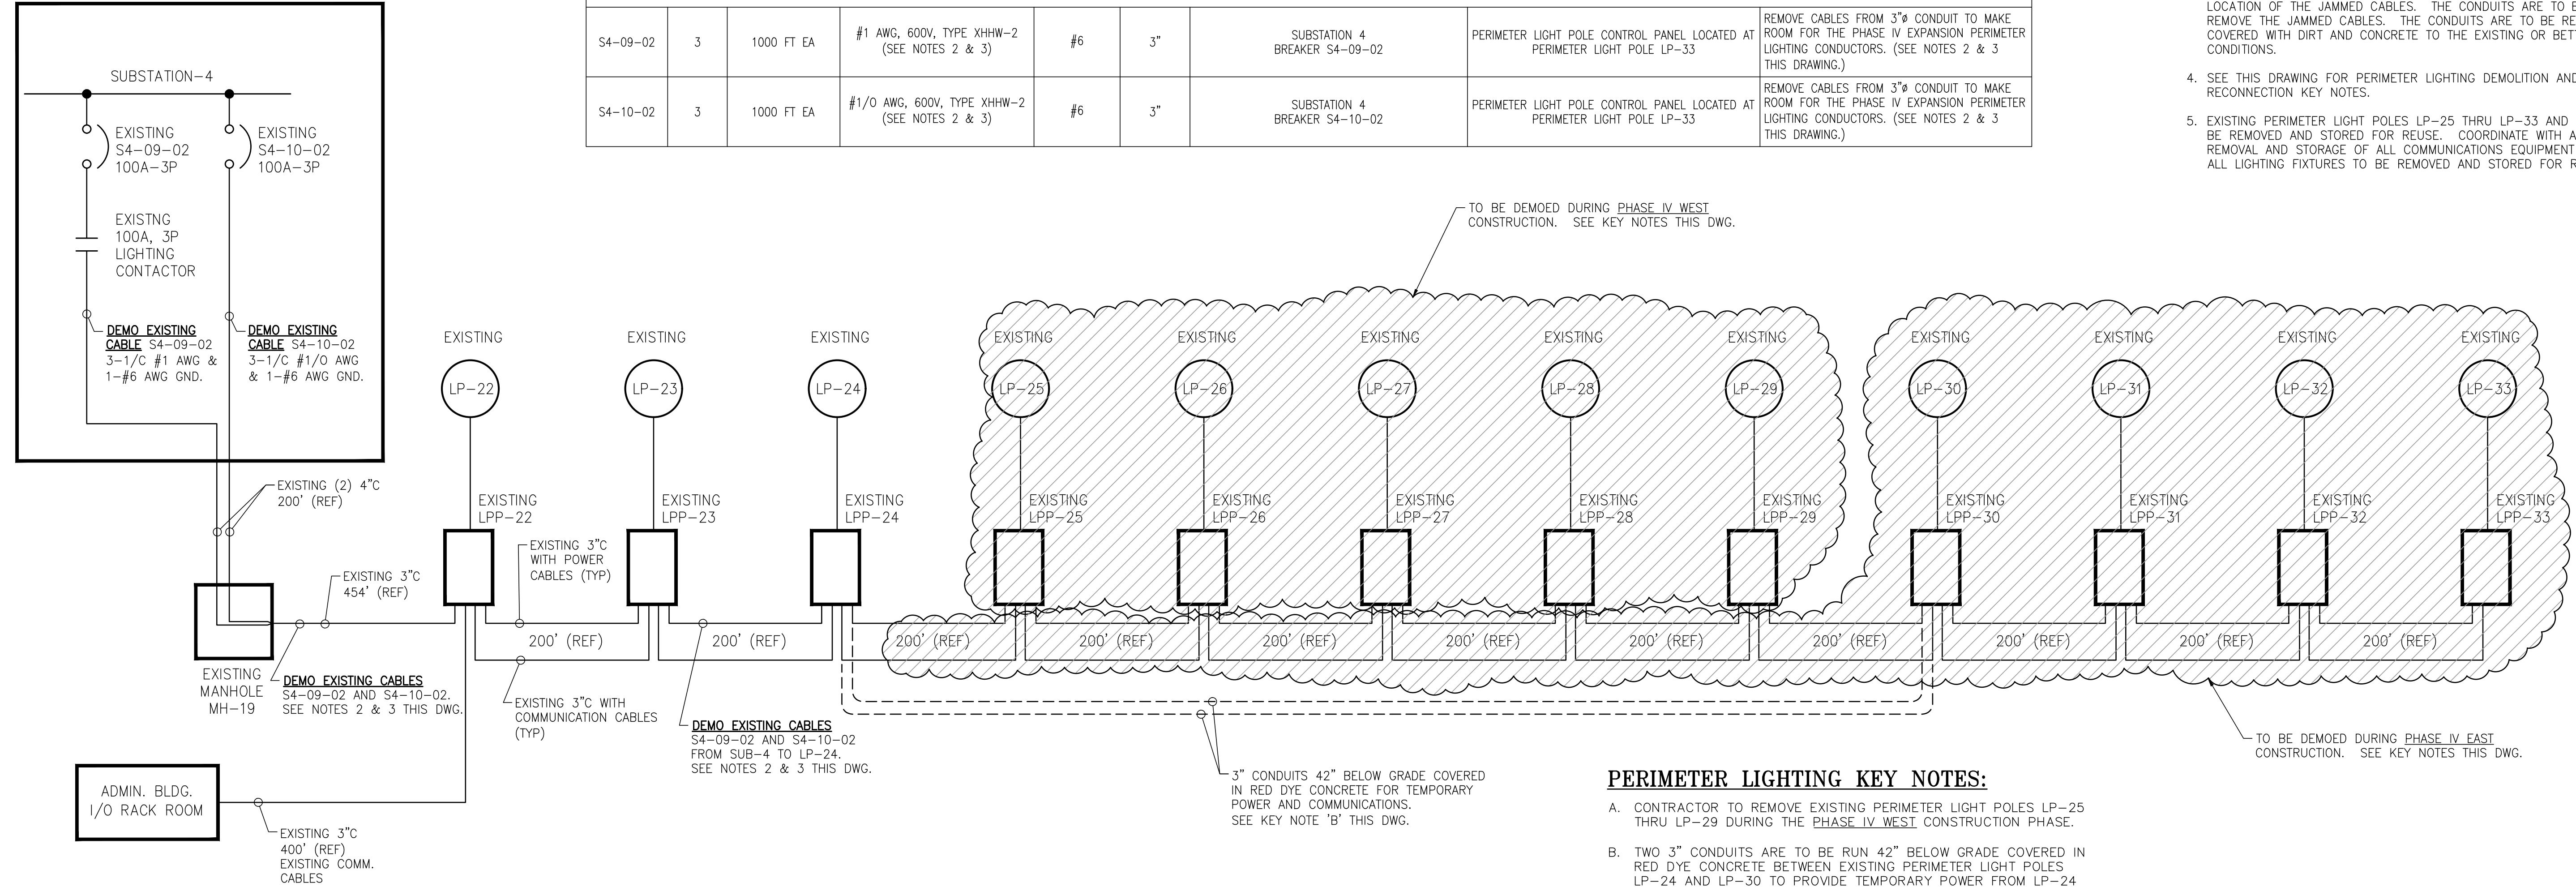 S4-09-02
3
1000 FT EA
#1 AWG, 600V, TYPE XHHW-2
(SEE NOTES 2 & 3)
#6
3"
SUBSTATION 4
BREAKER S4-09-02
PERIMETER LIGHT POLE CONTROL PANEL LOCATED AT
PERIMETER LIGHT POLE LP-33
REMOVE CABLES FROM 3"ø CONDUIT TO MAKE
ROOM FOR THE PHASE IV EXPANSION PERIMETER
LIGHTING CONDUCTORS. (SEE NOTES 2 & 3
THIS DRAWING.)
S4-10-02
3
1000 FT EA
#1/0 AWG, 600V, TYPE XHHW-2
(SEE NOTES 2 & 3)
#6
3"
SUBSTATION 4
BREAKER S4-10-02
PERIMETER LIGHT POLE CONTROL PANEL LOCATED AT
PERIMETER LIGHT POLE LP-33
REMOVE CABLES FROM 3"ø CONDUIT TO MAKE
ROOM FOR THE PHASE IV EXPANSION PERIMETER
LIGHTING CONDUCTORS. (SEE NOTES 2 & 3
THIS DRAWING.)
LOCATION OF THE JAMMED CABLES. THE CONDUITS ARE TO
REMOVE THE JAMMED CABLES. THE CONDUITS ARE TO BE
COVERED WITH DIRT AND CONCRETE TO THE EXISTING OR
CONDITIONS.
4. SEE THIS DRAWING FOR PERIMETER LIGHTING DEMOLITION AND
RECONNECTION KEY NOTES.
5. EXISTING PERIMETER LIGHT POLES LP-25 THRU LP-33 AND
BE REMOVED AND STORED FOR REUSE. COORDINATE WITH
REMOVAL AND STORAGE OF ALL COMMUNICATIONS EQUIPMENT
ALL LIGHTING FIXTURES TO BE REMOVED AND STORED FOR
SUBSTATION-4
EXISTING
S4-09-02
100A-3P
EXISTING
S4-10-02
100A-3P
EXISTNG
100A, 3P
LIGHTING
CONTACTOR
DEMO EXISTING
CABLE S4-09-02
3-1/C #1 AWG &
1-#6 AWG GND.
DEMO EXISTING
CABLE S4-10-02
3-1/C #1/0 AWG
& 1-#6 AWG GND.
TO BE DEMOED DURING PHASE IV WEST
CONSTRUCTION. SEE KEY NOTES THIS DWG.
EXISTING
EXISTING
EXISTING
EXISTING
EXISTING
EXISTING
EXISTING
EXISTING
EXISTING
EXISTING
EXISTING
EXISTING
LP-22
LP-23
LP-24
LP-25
LP-26
LP-27
LP-28
LP-29
LP-30
LP-31
LP-32
LP-33
EXISTING (2) 4"C
200' (REF)
EXISTING
LPP-22
EXISTING
LPP-23
EXISTING
LPP-24
EXISTING
LPP-25
EXISTING
LPP-26
EXISTING
LPP-27
EXISTING
LPP-28
EXISTING
LPP-29
EXISTING
LPP-30
EXISTING
LPP-31
EXISTING
LPP-32
EXISTING
LPP-33
EXISTING 3"C
WITH POWER
CABLES (TYP)
EXISTING 3"C
454' (REF)
200' (REF)
200' (REF)
200' (REF)
200' (REF)
200' (REF)
200' (REF)
200' (REF)
200' (REF)
200' (REF)
200' (REF)
200' (REF)
EXISTING
MANHOLE
MH-19
DEMO EXISTING CABLES
S4-09-02 AND S4-10-02.
SEE NOTES 2 & 3 THIS DWG.
EXISTING 3"C WITH
COMMUNICATION CABLES
(TYP)
DEMO EXISTING CABLES
S4-09-02 AND S4-10-02
FROM SUB-4 TO LP-24.
SEE NOTES 2 & 3 THIS DWG.
3" CONDUITS 42" BELOW GRADE COVERED
IN RED DYE CONCRETE FOR TEMPORARY
POWER AND COMMUNICATIONS.
SEE KEY NOTE 'B' THIS DWG.
TO BE DEMOED DURING PHASE IV EAST
CONSTRUCTION. SEE KEY NOTES THIS DWG.
ADMIN. BLDG.
I/O RACK ROOM
EXISTING 3"C
400' (REF)
EXISTING COMM.
CABLES
PERIMETER LIGHTING KEY NOTES:
A. CONTRACTOR TO REMOVE EXISTING PERIMETER LIGHT POLES LP-25
THRU LP-29 DURING THE PHASE IV WEST CONSTRUCTION PHASE.
B. TWO 3" CONDUITS ARE TO BE RUN 42" BELOW GRADE COVERED IN
RED DYE CONCRETE BETWEEN EXISTING PERIMETER LIGHT POLES
LP-24 AND LP-30 TO PROVIDE TEMPORARY POWER FROM LP-24